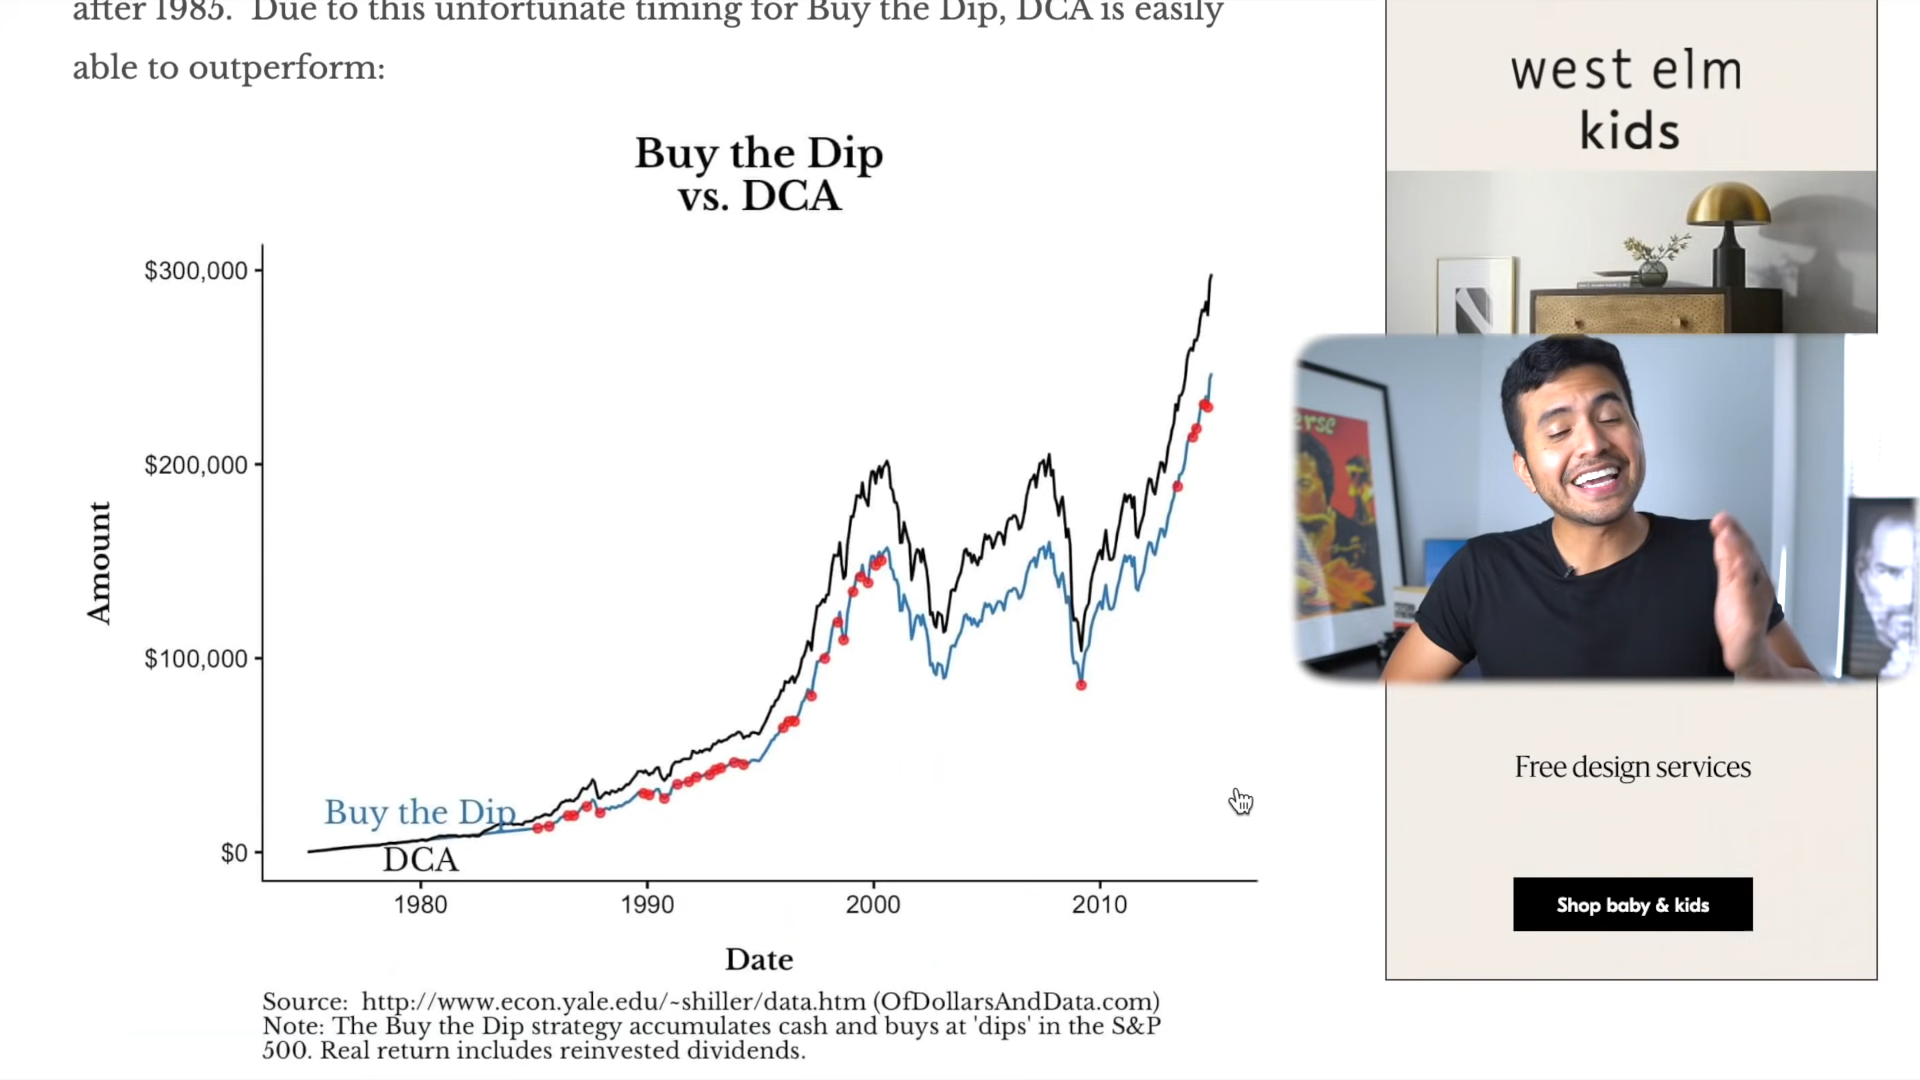 after 1985. Due to this unfortunate timing for Buy the Dip, DCA is easily
able to outperform:
Buy the Dip
vs. DCA
$300,000
$200,000
$100,000
$0
Amount
Buy the Dip
DCA
1980
1990
2000
2010
Date
Source: http://www.econ.yale.edu/~shiller/data.htm (OfDollarsAndData.com)
Note: The Buy the Dip strategy accumulates cash and buys at 'dips' in the S&P
500. Real return includes reinvested dividends.
west elm
kids
erse
Free design services
Shop baby & kids